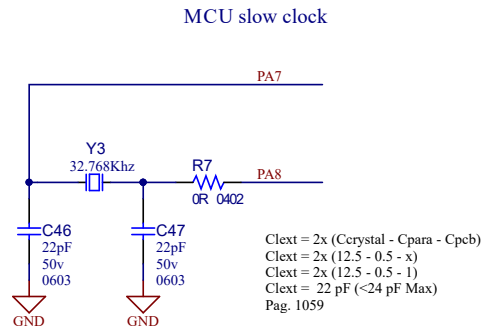 MCU slow clock
PA7
Y3
32.768Khz
R7
PA8
0R 0402
C46
22pF
50v
0603
C47
22pF
50v
0603
GND
GND
Clext = 2x (Ccrystal - Cpara - Cpcb)
Clext = 2x (12.5 - 0.5 - x)
Clext = 2x (12.5 - 0.5 - 1)
Clext = 22 pF (<24 pF Max)
Pag. 1059